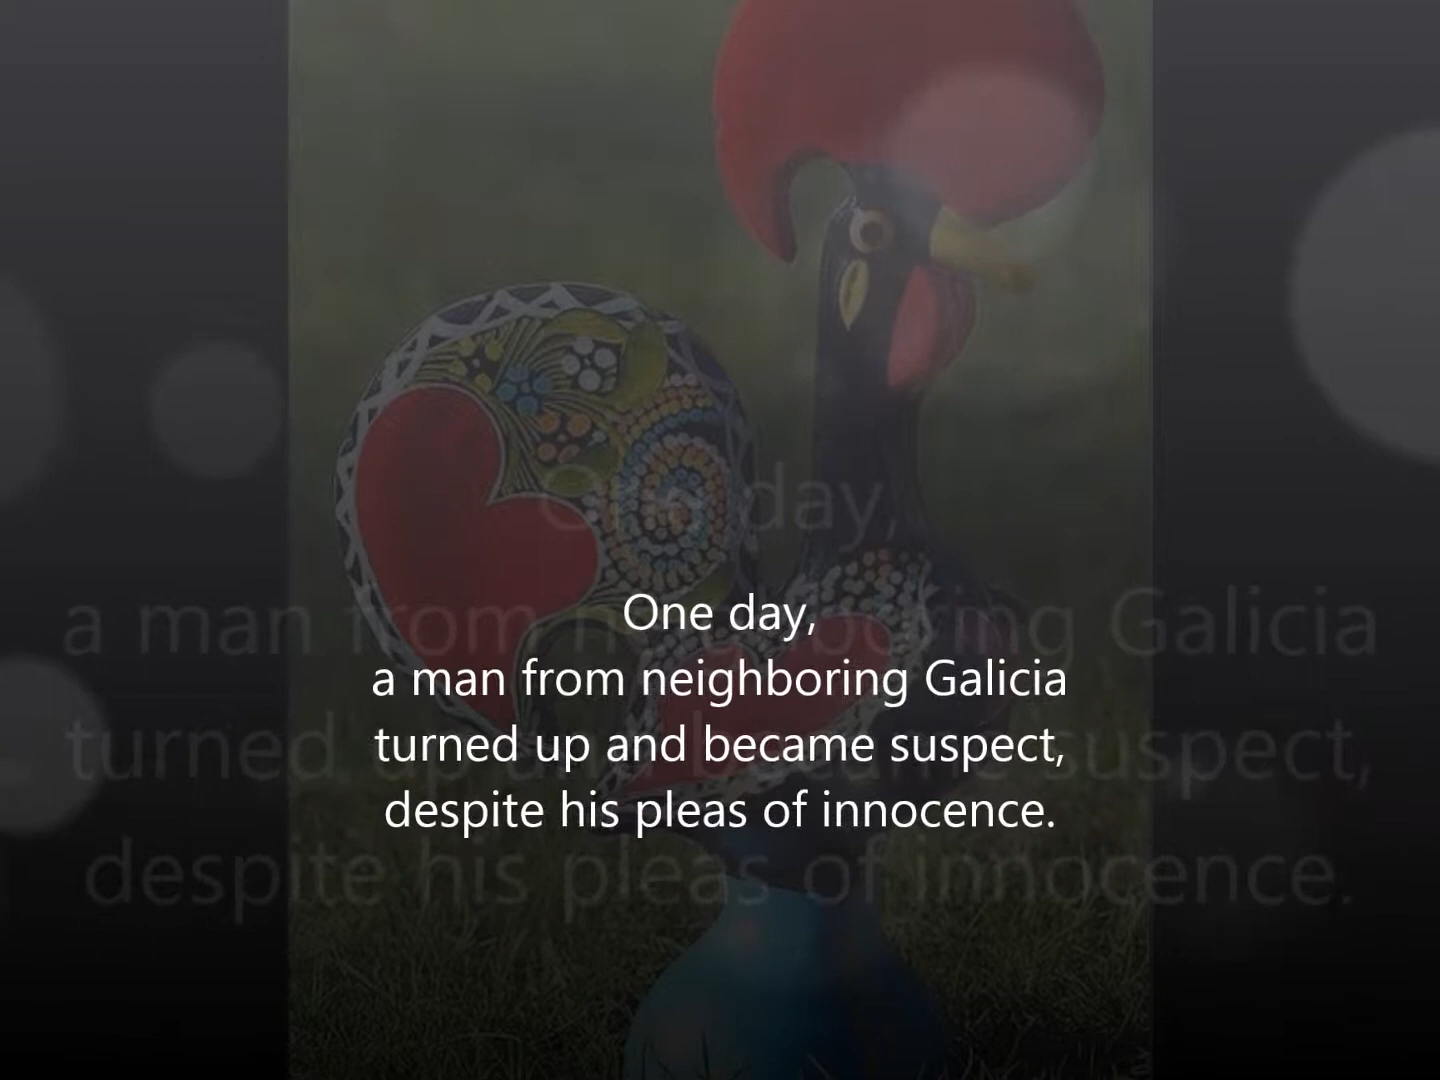 One day,
a man from neighboring Galicia
turned up and became suspect,
despite his pleas of innocence.